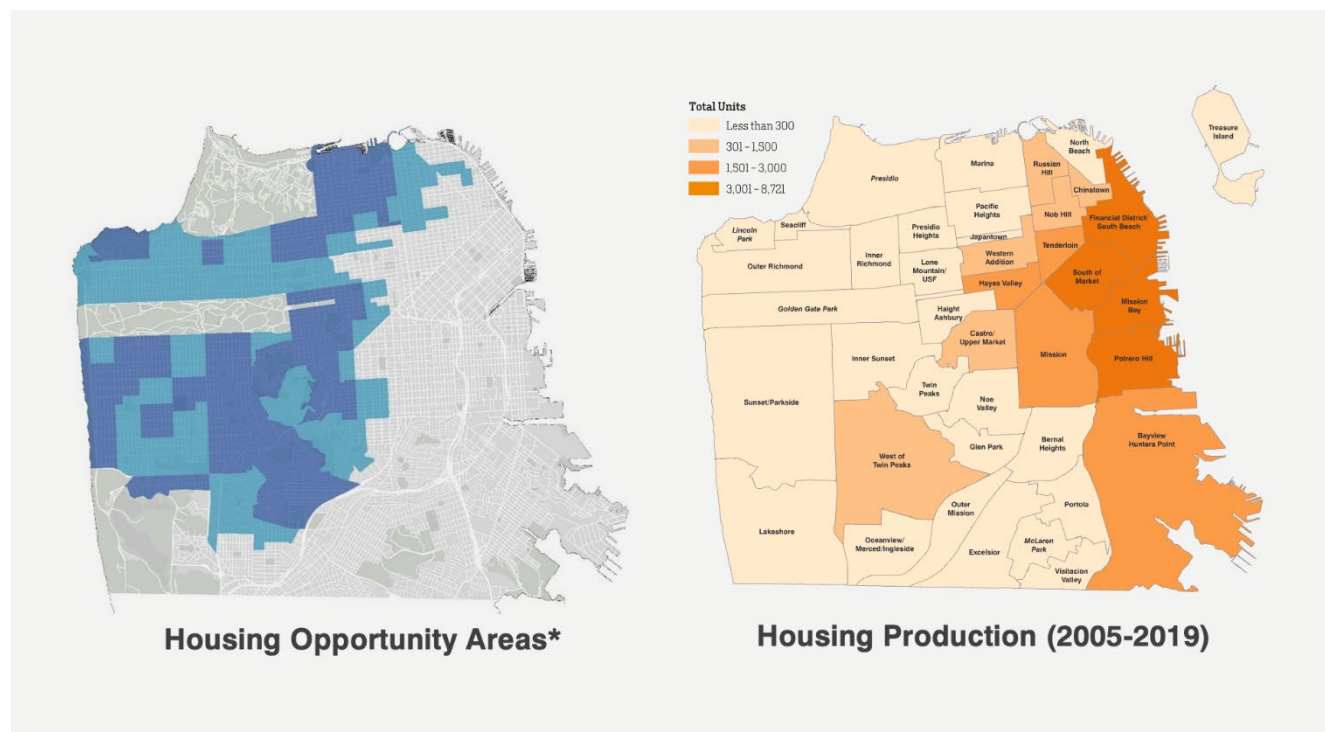 Total Units
Less than 300
301 - 1,500
1,501 - 3,000
3,001 - 8,721
Treasure
Island
North
Beach
Marina
Russian
Hill
Presidio
Chinatown
Pacific
Heights
Nob Hill
Financial District/
South Beach
Lincoln
Park
Seacliff
Presidio
Heights
Japantown
Tenderloin
Western
Addition
Inner
Richmond
Outer Richmond
Lone
Mountain/
USF
South of
Market
Hayes Valley
Golden Gate Park
Haight
Ashbury
Mission
Bay
Castro/
Upper Market
Inner Sunset
Mission
Potrero Hill
Twin
Peaks
Sunset/Parkside
Noe
Valley
Bayview
Hunters Point
Glen Park
Bernal
Heights
West of
Twin Peaks
Outer
Mission
Portola
Lakeshore
Oceanview/
Merced/Ingleside
Excelsior
McLaren
Park
Visitacion
Valley
Housing Opportunity Areas*
Housing Production (2005-2019)